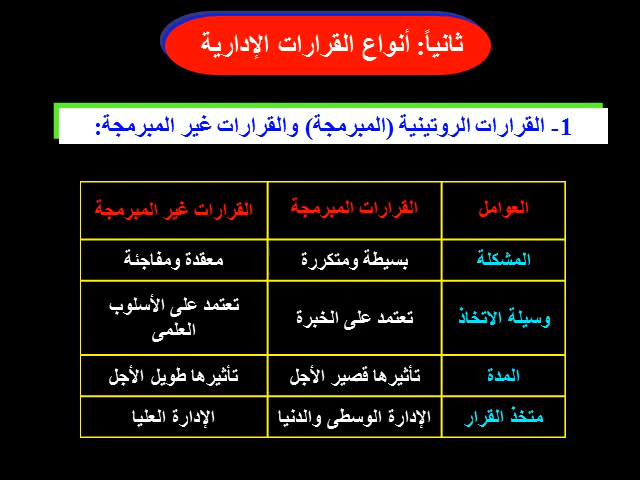 ثانياً: أنواع القرارات الإدارية
1- القرارات الروتينية (المبرمجة) والقرارات غير المبرمجة:
العوامل القرارات المبرمجة القرارات غير المبرمجة
المشكلة بسيطة ومتكررة معقدة ومفاجئة
وسيلة الاتخاذ تعتمد على الخبرة تعتمد على الأسلوب
العلمى
المدة تأثيرها قصير الأجل تأثيرها طويل الأجل
متخذ القرار الإدارة الوسطى والدنيا الإدارة العليا